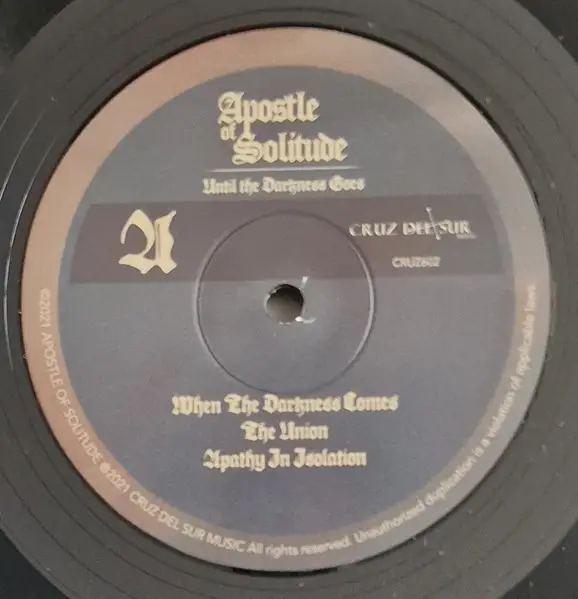 Apostle
of
Solitude
Until the Darkness Goes
A
CRUZ DEL SUR
CRUZ602
When The Darkness Comes
The Union
Apathy In Isolation
©2021 APOSTLE OF SOLITUDE. ℗2021 CRUZ DEL SUR MUSIC All rights reserved. Unauthorized duplication is a violation of applicable laws.